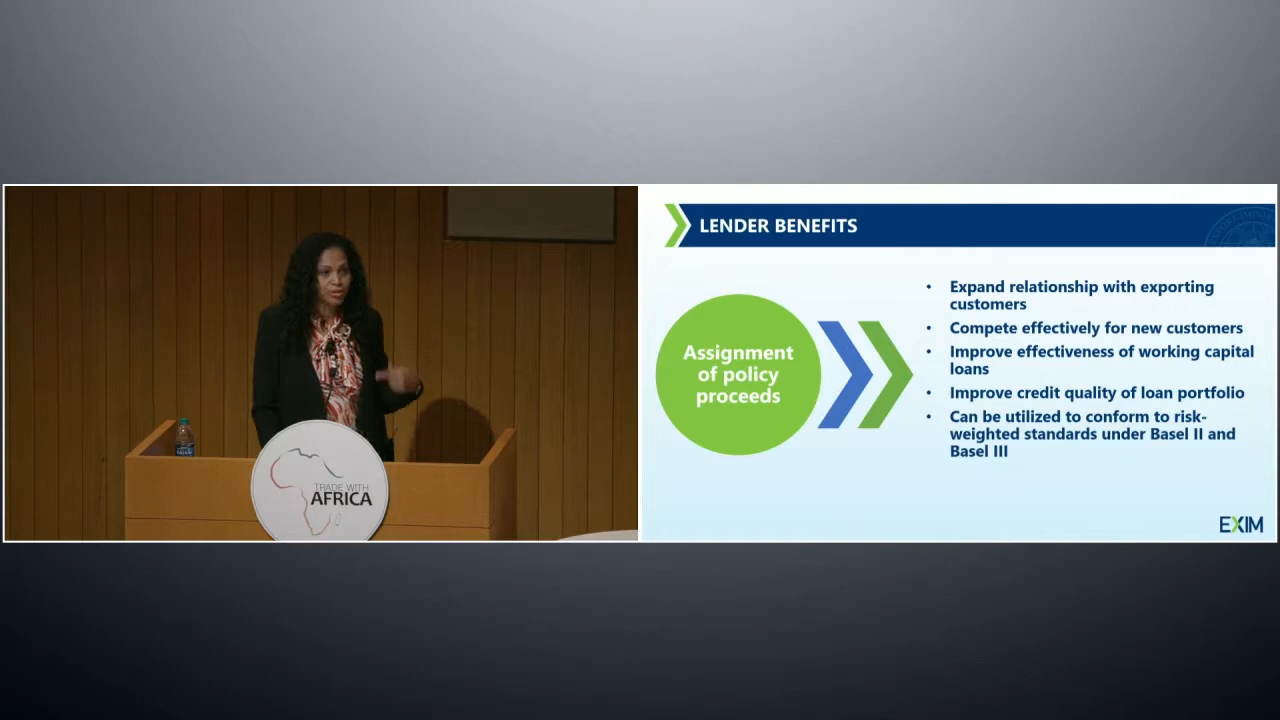 TRADE WITH
AFRICA
LENDER BENEFITS
Assignment
of policy
proceeds
• Expand relationship with exporting
customers
• Compete effectively for new customers
• Improve effectiveness of working capital
loans
• Improve credit quality of loan portfolio
• Can be utilized to conform to risk-
weighted standards under Basel II and
Basel III
EXIM